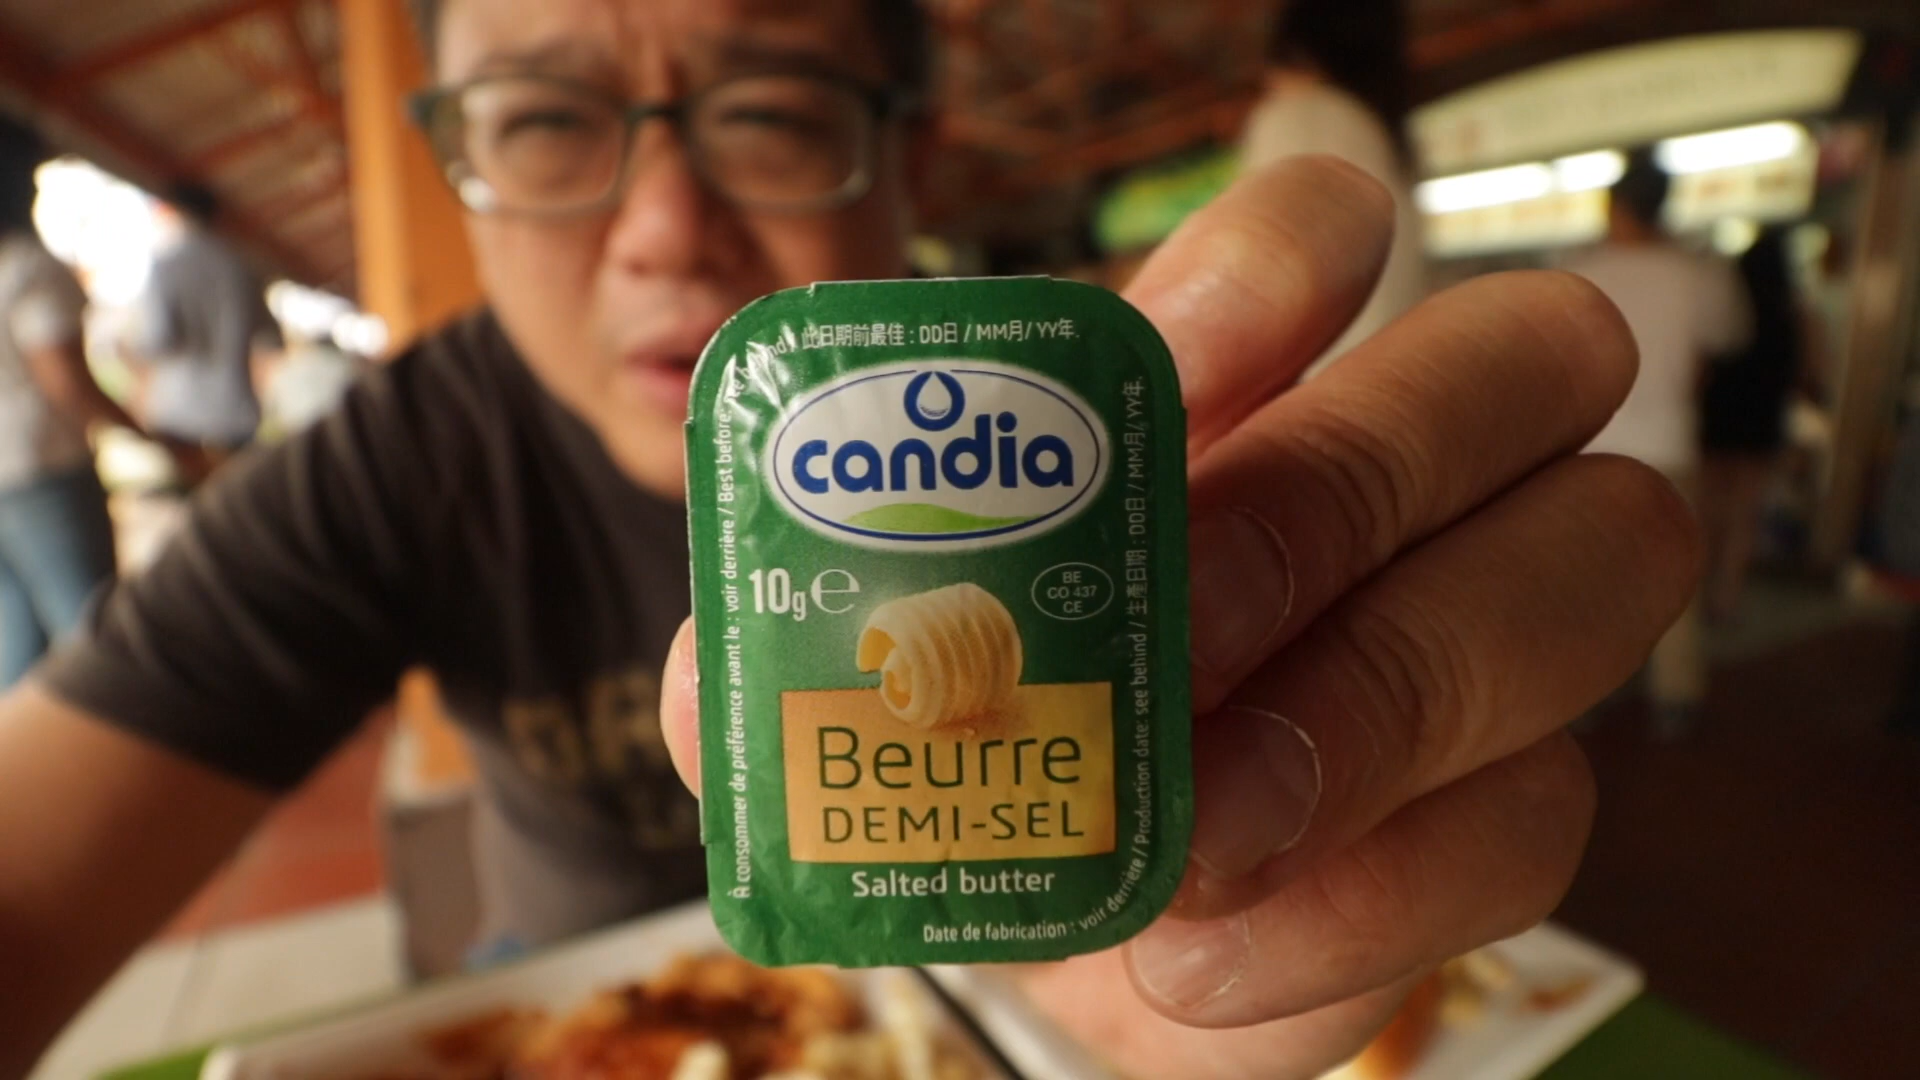 此日期前最佳 : DD日 / MM月/ YY年.
candia
10g e
BE
CO 437
CE
Beurre
DEMI-SEL
Salted butter
À consommer de préférence avant le : voir derrière / Best before:
Date de fabrication : voir derrière / Production date: see behind / 生產日期 : DD日 / MM月/ YY年.